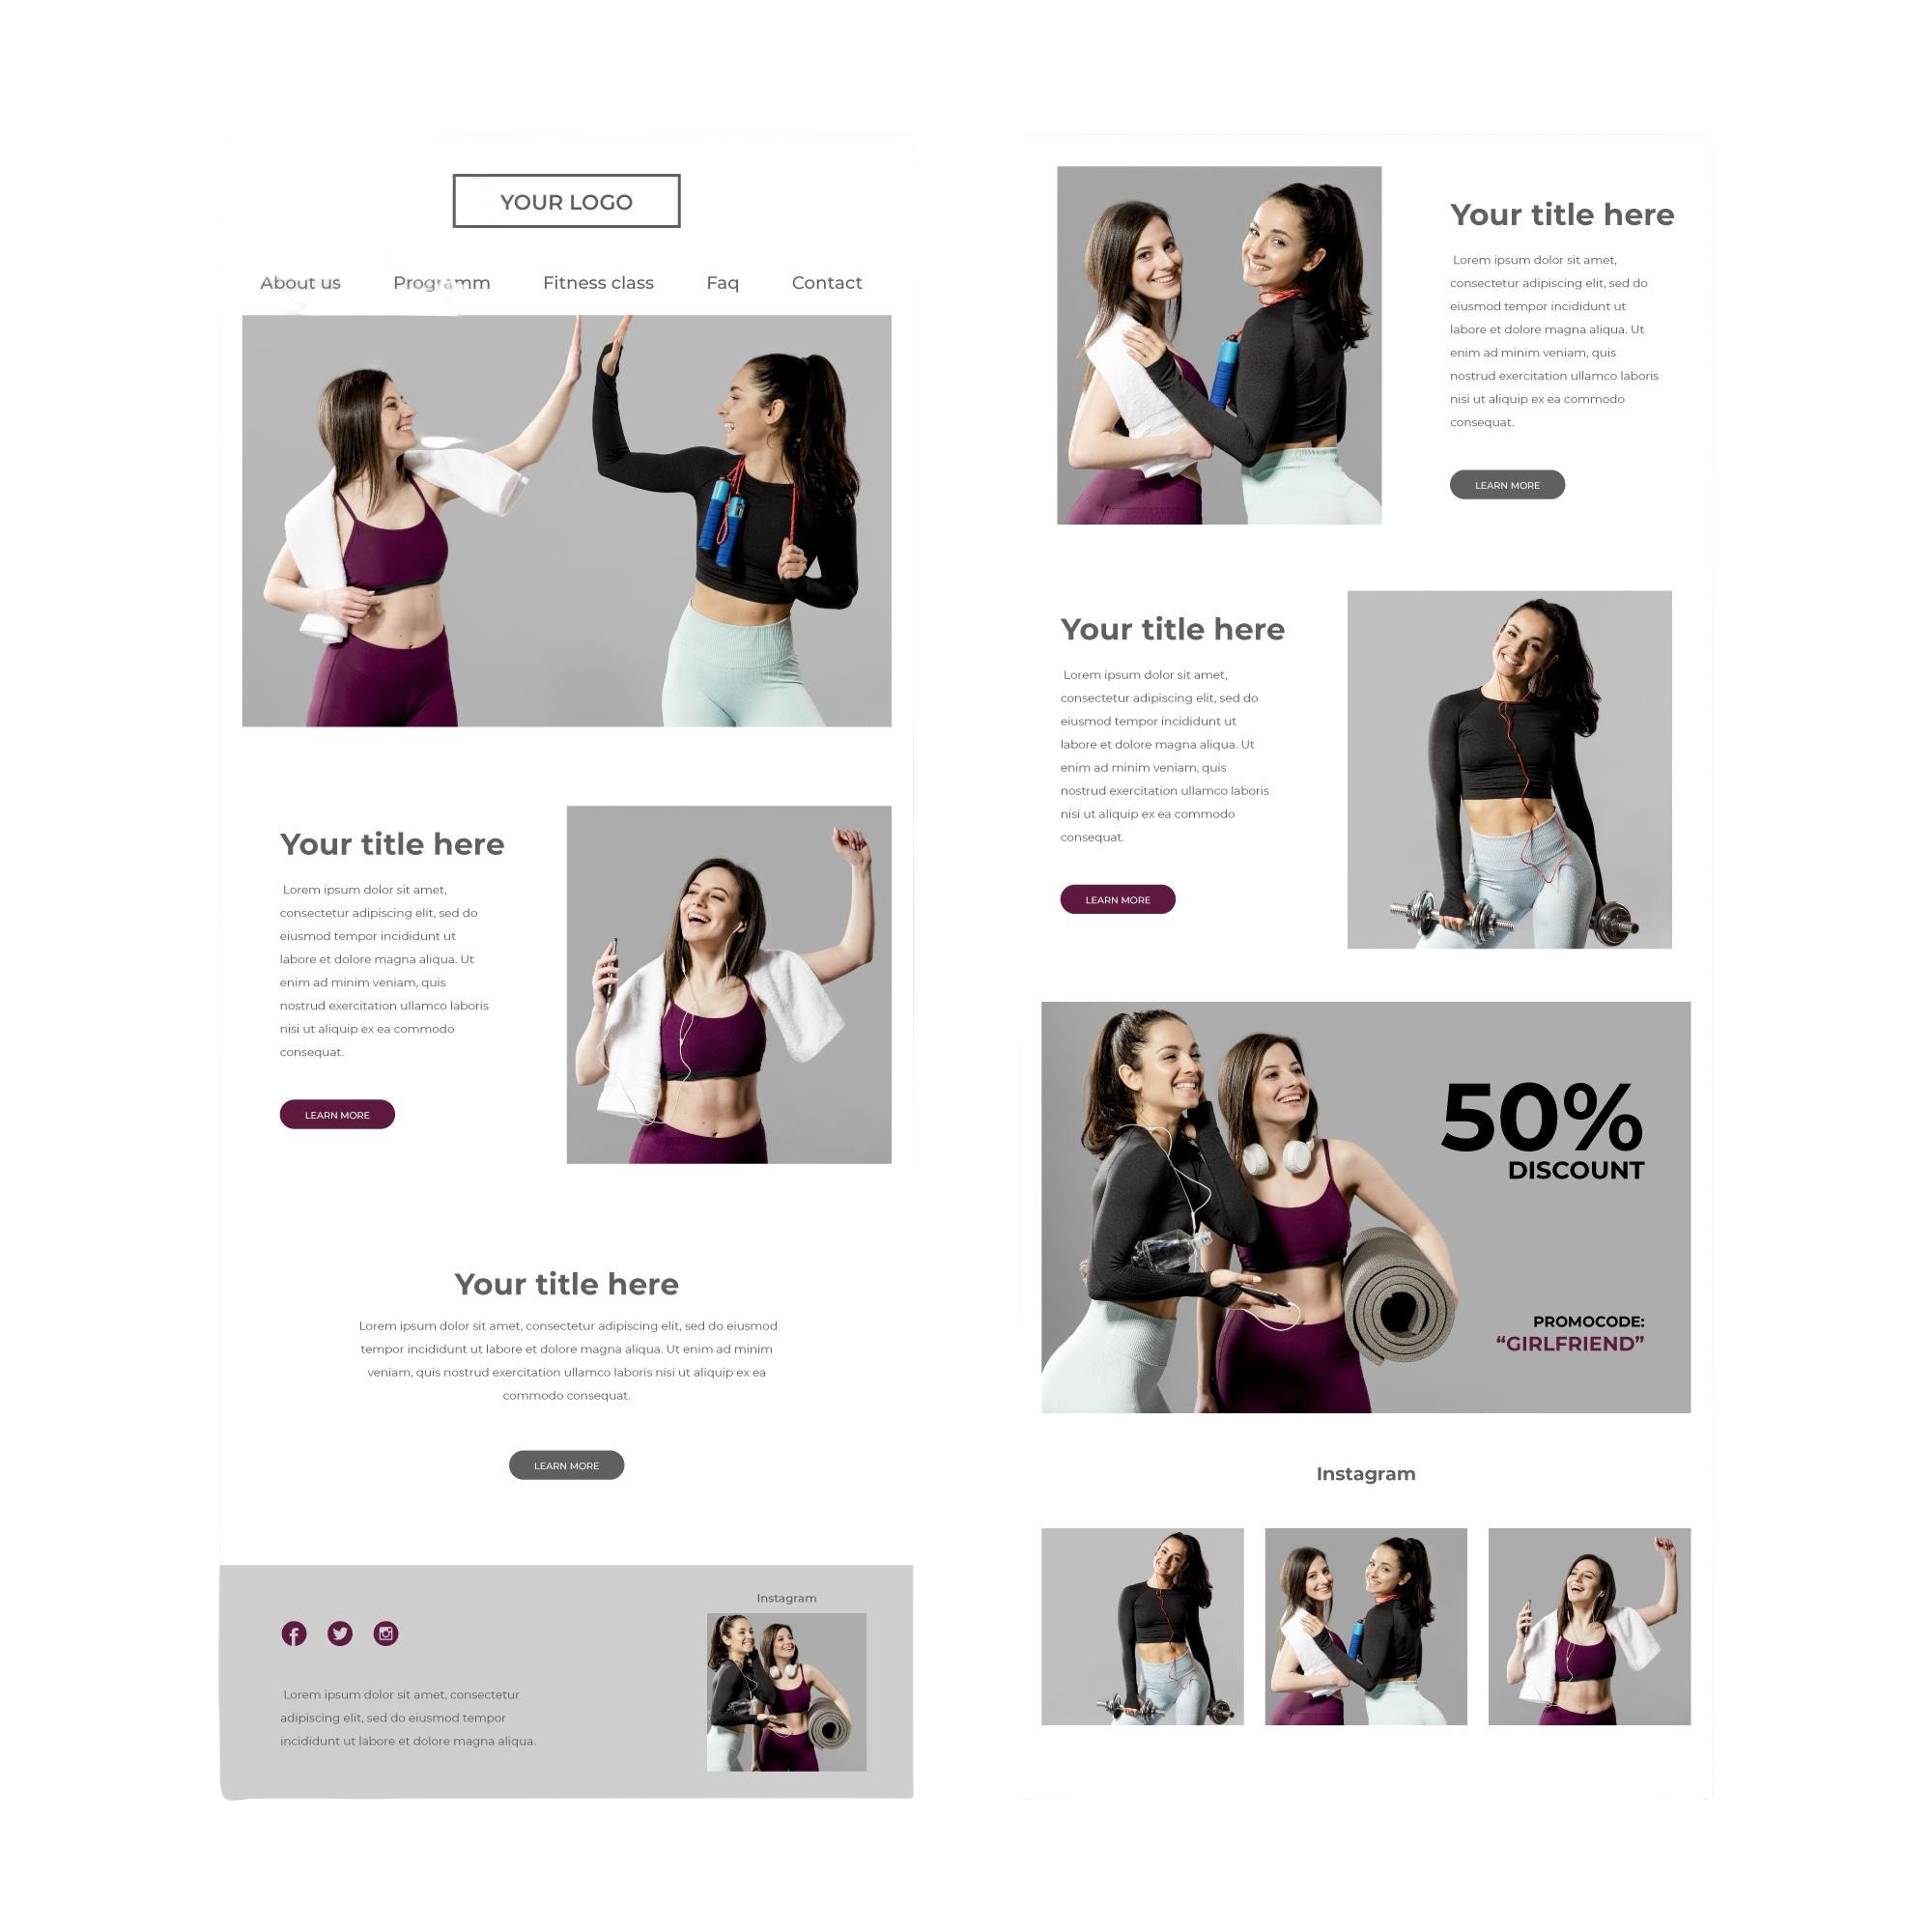 YOUR LOGO
About us Programm Fitness class Faq Contact
Your title here
Lorem ipsum dolor sit amet,
consectetur adipiscing elit, sed do
eiusmod tempor incididunt ut
labore et dolore magna aliqua. Ut
enim ad minim veniam, quis
nostrud exercitation ullamco laboris
nisi ut aliquip ex ea commodo
consequat.
LEARN MORE
Your title here
Lorem ipsum dolor sit amet, consectetur adipiscing elit, sed do eiusmod
tempor incididunt ut labore et dolore magna aliqua. Ut enim ad minim
veniam, quis nostrud exercitation ullamco laboris nisi ut aliquip ex ea
commodo consequat.
LEARN MORE
Instagram
Lorem ipsum dolor sit amet, consectetur
adipiscing elit, sed do eiusmod tempor
incididunt ut labore et dolore magna aliqua.
Your title here
Lorem ipsum dolor sit amet,
consectetur adipiscing elit, sed do
eiusmod tempor incididunt ut
labore et dolore magna aliqua. Ut
enim ad minim veniam, quis
nostrud exercitation ullamco laboris
nisi ut aliquip ex ea commodo
consequat.
LEARN MORE
Your title here
Lorem ipsum dolor sit amet,
consectetur adipiscing elit, sed do
eiusmod tempor incididunt ut
labore et dolore magna aliqua. Ut
enim ad minim veniam, quis
nostrud exercitation ullamco laboris
nisi ut aliquip ex ea commodo
consequat.
LEARN MORE
50%
DISCOUNT
PROMOCODE:
“GIRLFRIEND”
Instagram